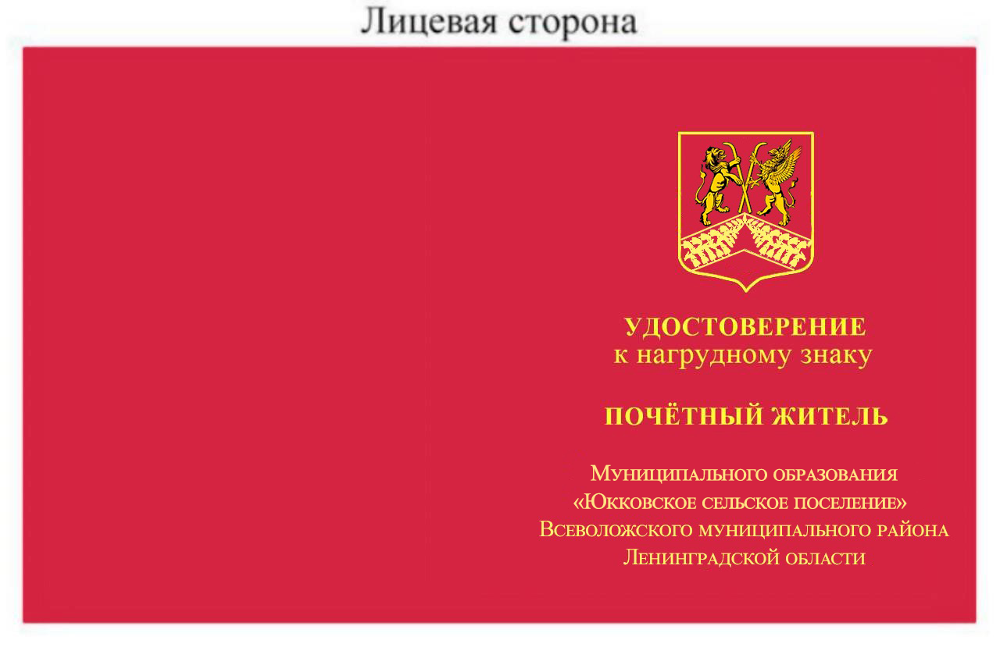 Лицевая сторона
УДОСТОВЕРЕНИЕ
к нагрудному знаку
ПОЧЁТНЫЙ ЖИТЕЛЬ
Муниципального образования
«Юкковское сельское поселение»
Всеволожского муниципального района
Ленинградской области